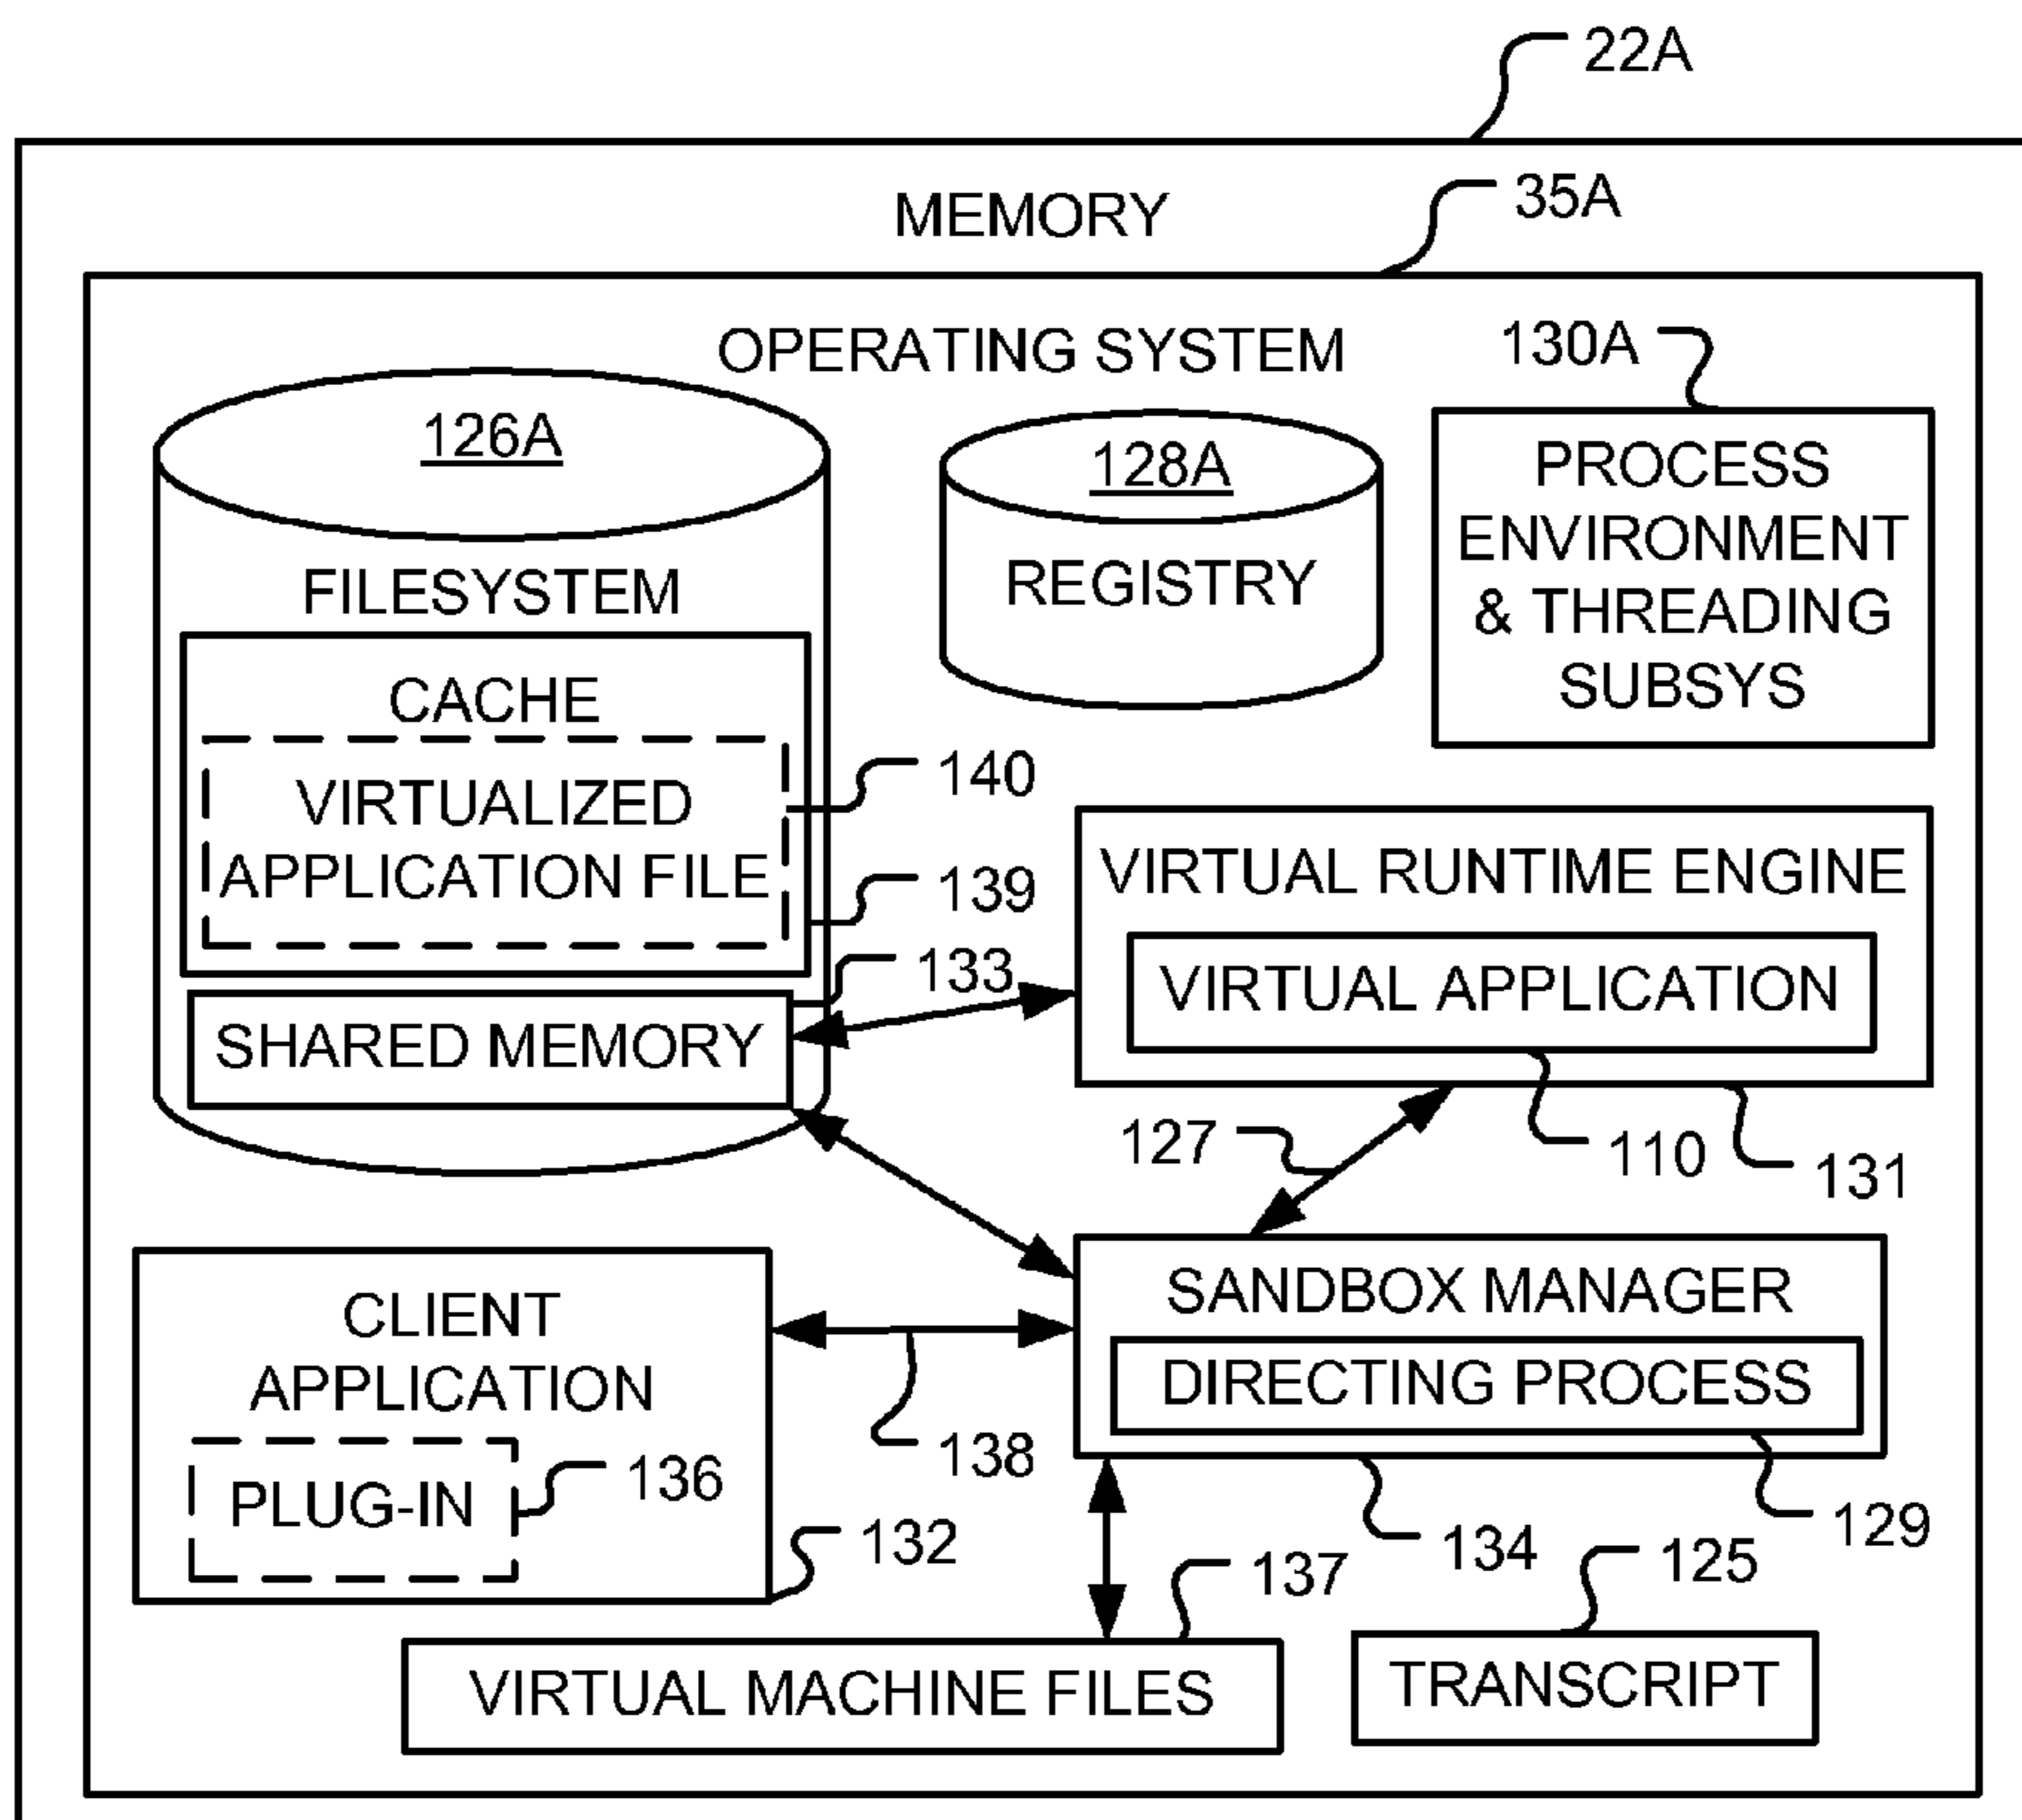 22A
MEMORY
35A
OPERATING SYSTEM
130A
126A
128A
PROCESS
ENVIRONMENT
& THREADING
SUBSYS
FILESYSTEM
REGISTRY
CACHE
VIRTUALIZED
APPLICATION FILE
140
139
133
SHARED MEMORY
VIRTUAL RUNTIME ENGINE
VIRTUAL APPLICATION
127
110
131
CLIENT
APPLICATION
PLUG-IN
136
132
138
SANDBOX MANAGER
DIRECTING PROCESS
134
129
137
125
VIRTUAL MACHINE FILES
TRANSCRIPT